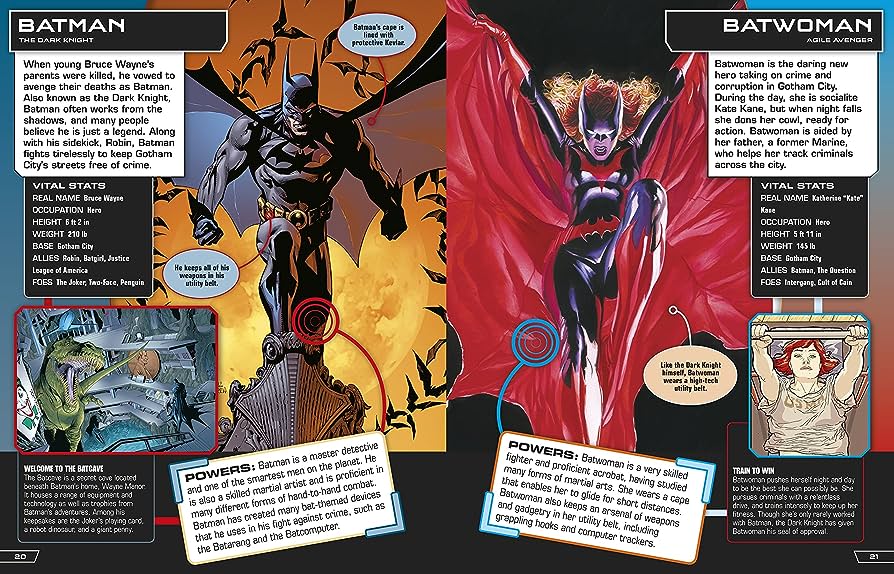 BATMAN
THE DARK KNIGHT
When young Bruce Wayne's
parents were killed, he vowed to
avenge their deaths as Batman.
Also known as the Dark Knight,
Batman often works from the
shadows, and many people
believe he is just a legend. Along
with his sidekick, Robin, Batman
fights tirelessly to keep Gotham
City's streets free of crime.
VITAL STATS
REAL NAME Bruce Wayne
OCCUPATION Hero
HEIGHT 6 ft 2 in
WEIGHT 210 lb
BASE Gotham City
ALLIES Robin, Batgirl, Justice
League of America
FOES The Joker, Two-face, Penguin
Batman's cape is
lined with
protective Kevlar.
He keeps all of his
weapons in his
utility belt.
WELCOME TO THE BATCAVE
The Batcave is a secret cave located
beneath Batman's home, Wayne Manor.
It houses a range of equipment and
technology as well as trophies from
Batman's adventures. Among his
keepsakes are the Joker's playing card,
a robot dinosaur, and a giant penny.
POWERS: Batman is a master detective
and one of the smartest men on the planet. He
is also a skilled martial artist and is proficient in
many different forms of hand-to-hand combat.
Batman has created many bat-themed devices
that he uses in his fight against crime, such as
the Batarang and the Batcomputer.
20
BATWOMAN
AGILE AVENGER
Batwoman is the daring new
hero taking on crime and
corruption in Gotham City.
During the day, she is socialite
Kate Kane, but when night falls
she dons her cowl, ready for
action. Batwoman is aided by
her father, a former Marine,
who helps her track criminals
across the city.
VITAL STATS
REAL NAME Katherine "Kate"
Kane
OCCUPATION Hero
HEIGHT 5 ft 11 in
WEIGHT 145 lb
BASE Gotham City
ALLIES Batman, The Question
FOES Intergang, Cult of Cain
Like the Dark Knight
himself, Batwoman
wears a high-tech
utility belt.
POWERS: Batwoman is a very skilled
fighter and proficient acrobat, having studied
many forms of martial arts. She wears a cape
that enables her to glide for short distances.
Batwoman also keeps an arsenal of weapons
and gadgetry in her utility belt, including
grappling hooks and computer trackers.
TRAIN TO WIN
Batwoman pushes herself night and day
to be the best she can possibly be. She
pursues criminals with a relentless
drive, and trains intensely to keep up her
fitness. Though she's only rarely worked
with Batman, the Dark Knight has given
Batwoman his seal of approval.
21